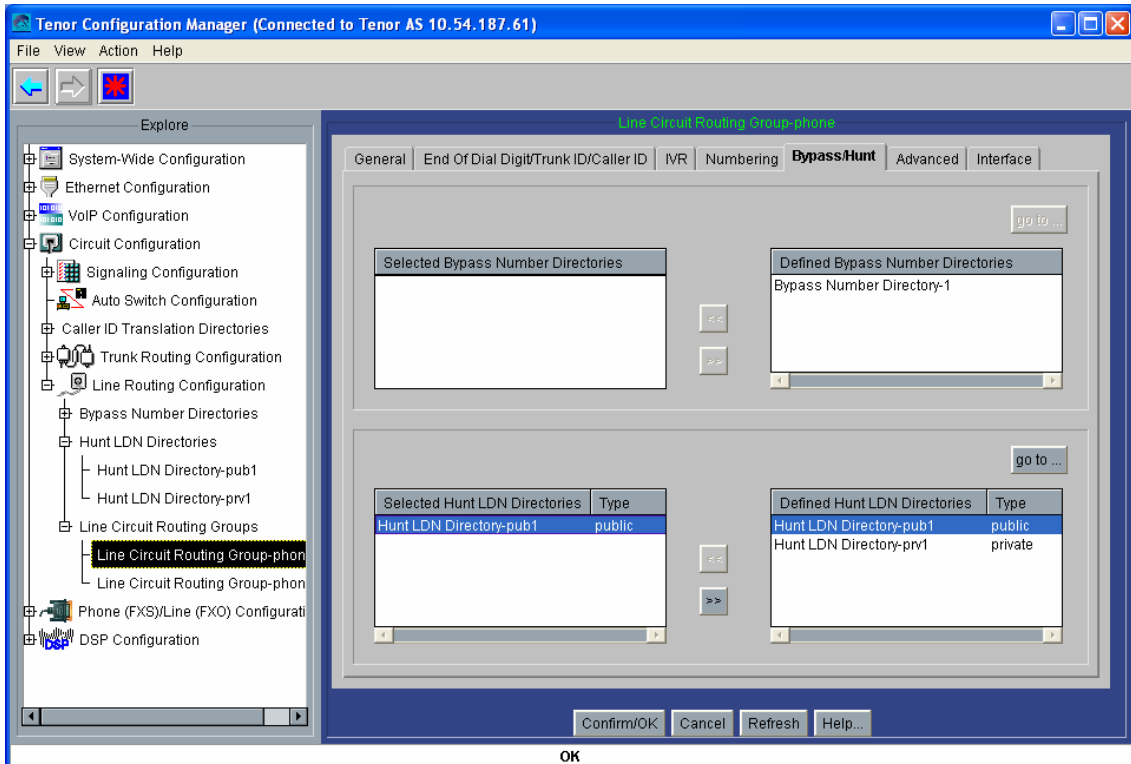 Tenor Configuration Manager (Connected to Tenor AS 10.54.187.61)
File View Action Help
Explore
System-Wide Configuration
Ethernet Configuration
VoIP Configuration
Circuit Configuration
Signaling Configuration
Auto Switch Configuration
Caller ID Translation Directories
Trunk Routing Configuration
Line Routing Configuration
Bypass Number Directories
Hunt LDN Directories
Hunt LDN Directory-pub1
Hunt LDN Directory-prv1
Line Circuit Routing Groups
Line Circuit Routing Group-phon
Line Circuit Routing Group-phon
Phone (FXS)/Line (FXO) Configurati
DSP Configuration
Line Circuit Routing Group-phone
General End Of Dial Digit/Trunk ID/Caller ID IVR Numbering Bypass/Hunt Advanced Interface
go to ...
Selected Bypass Number Directories
Defined Bypass Number Directories
Bypass Number Directory-1
<<
>>
go to ...
Selected Hunt LDN Directories Type
Hunt LDN Directory-pub1 public
Defined Hunt LDN Directories Type
Hunt LDN Directory-pub1 public
Hunt LDN Directory-prv1 private
<<
>>
Confirm/OK Cancel Refresh Help...
OK